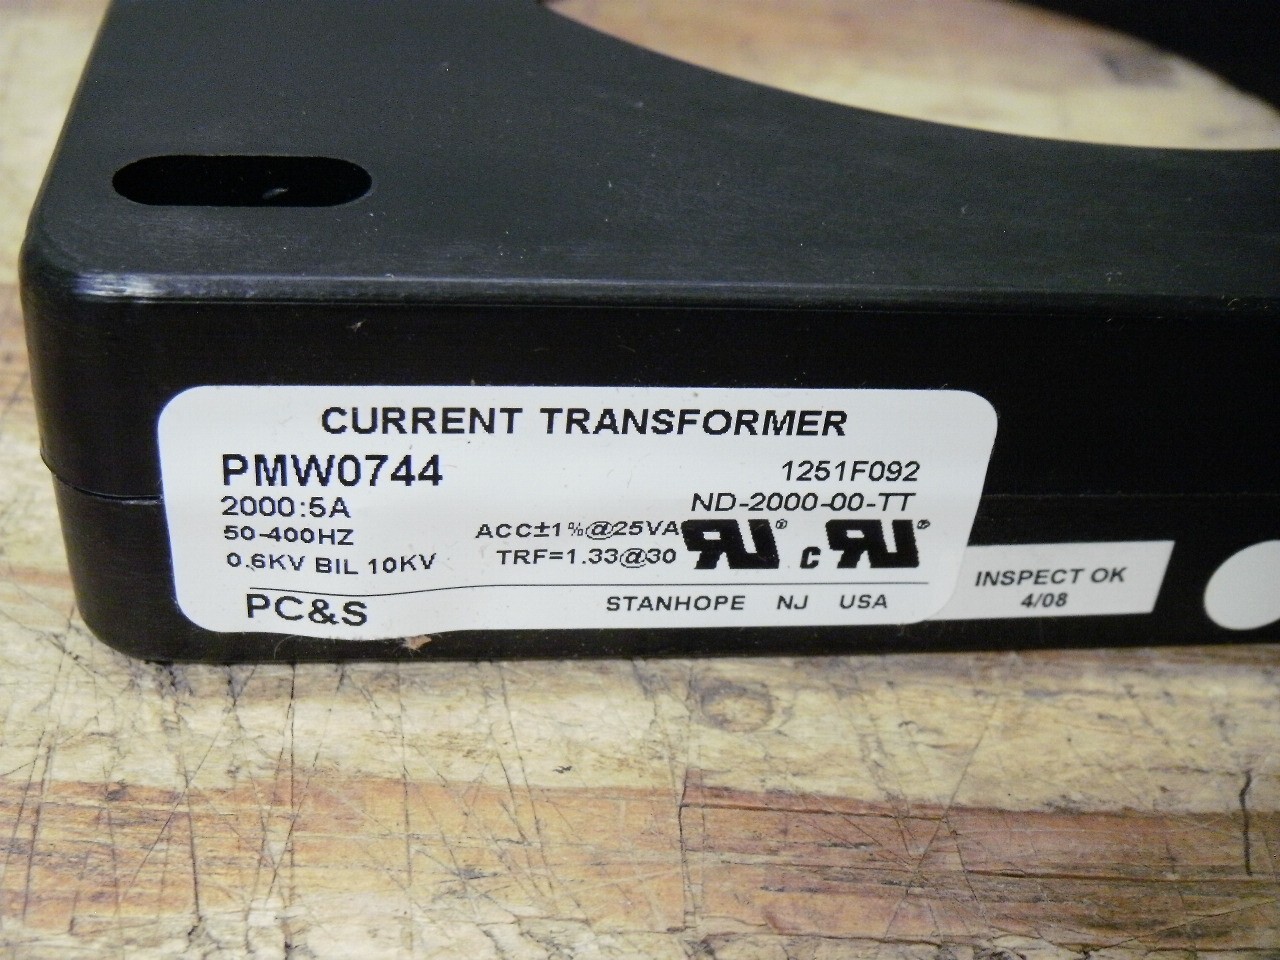 CURRENT TRANSFORMER
PMW0744 1251F092
2000:5A ND-2000-00-TT
50-400HZ ACC±1%@25VA
0.6KV BIL 10KV TRF=1.33@30
c
PC&S STANHOPE NJ USA
INSPECT OK
4/08